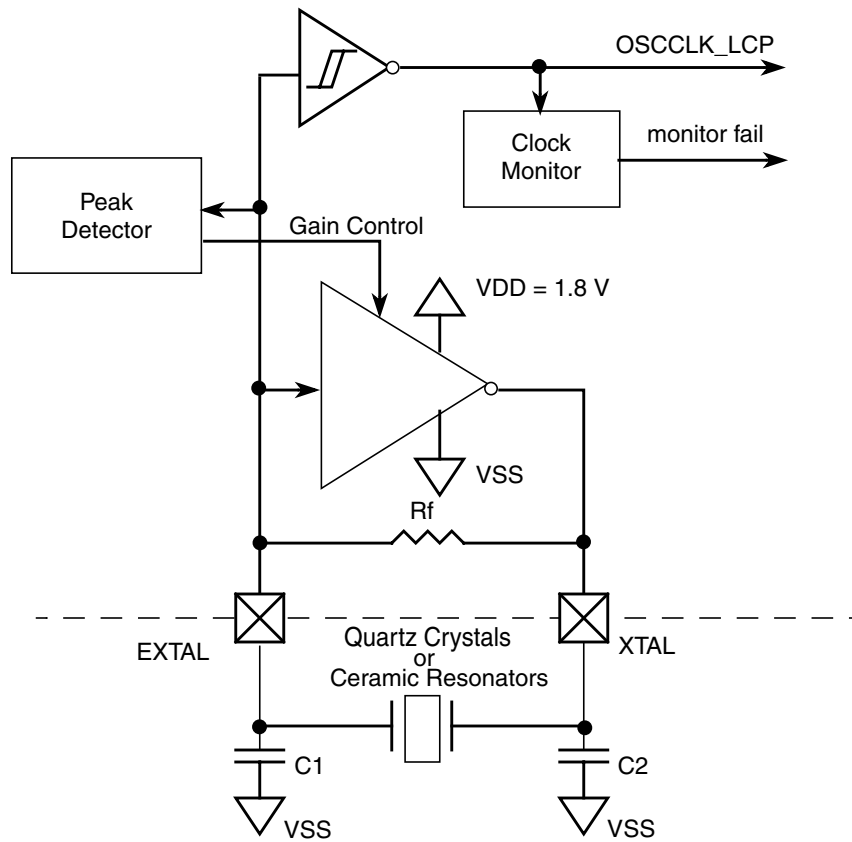 OSCCLK_LCP
Clock
Monitor
monitor fail
Peak
Detector
Gain Control
VDD = 1.8 V
VSS
Rf
EXTAL
Quartz Crystals
or
Ceramic Resonators
XTAL
C1
C2
VSS
VSS